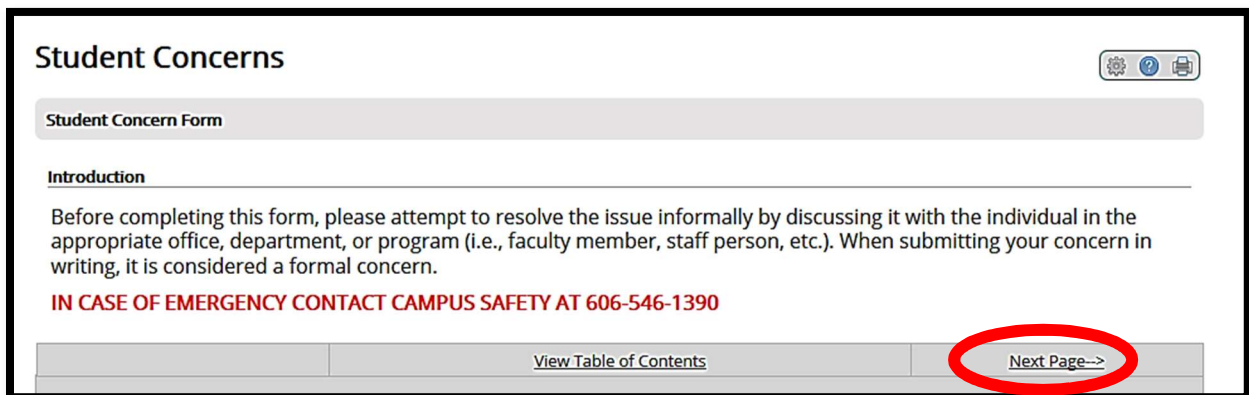 Student Concerns
Student Concern Form
Introduction
Before completing this form, please attempt to resolve the issue informally by discussing it with the individual in the
appropriate office, department, or program (i.e., faculty member, staff person, etc.). When submitting your concern in
writing, it is considered a formal concern.
IN CASE OF EMERGENCY CONTACT CAMPUS SAFETY AT 606-546-1390
View Table of Contents
Next Page-->